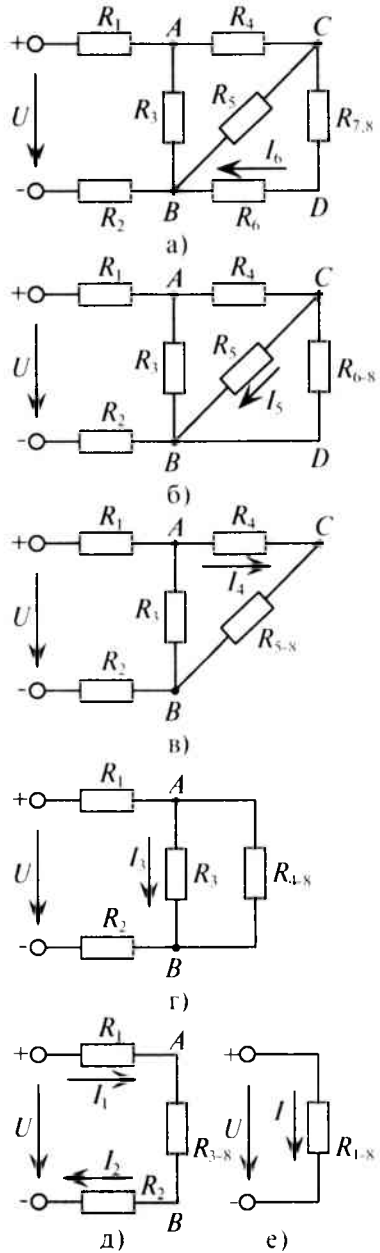 R₁ A R₄ C
+
U R₃ R₅ R₇,₈
I₆
-
R₂ B R₆ D
а)
R₁ A R₄ C
+
U R₃ R₅ R₆₋₈
R₂ I₅
- B D
б)
R₁ A R₄ C
+
I₄
U R₃ R₅₋₈
R₂
- B
в)
R₁ A
+
U I₃ R₃ R₄₋₈
R₂
- B
г)
R₁ A
+ +
I₁
U R₃₋₈ U I R₁₋₈
I₂
- R₂ B -
д) е)